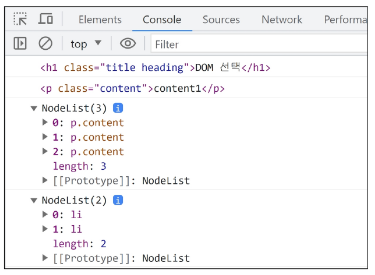 Elements Console Sources Network Performa
top Filter
<h1 class="title heading">DOM 선택</h1>
<p class="content">content1</p>
NodeList(3)
0: p.content
1: p.content
2: p.content
length: 3
[[Prototype]]: NodeList
NodeList(2)
0: li
1: li
length: 2
[[Prototype]]: NodeList